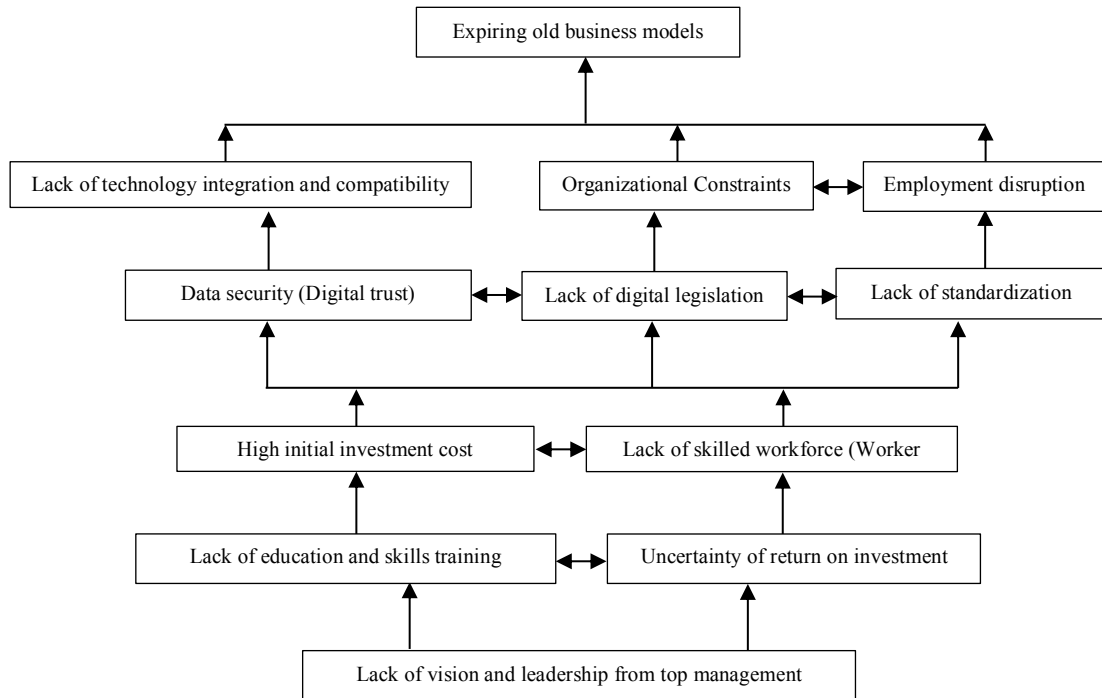 Expiring old business models
Lack of technology integration and compatibility
Organizational Constraints
Employment disruption
Data security (Digital trust)
Lack of digital legislation
Lack of standardization
High initial investment cost
Lack of skilled workforce (Worker
Lack of education and skills training
Uncertainty of return on investment
Lack of vision and leadership from top management